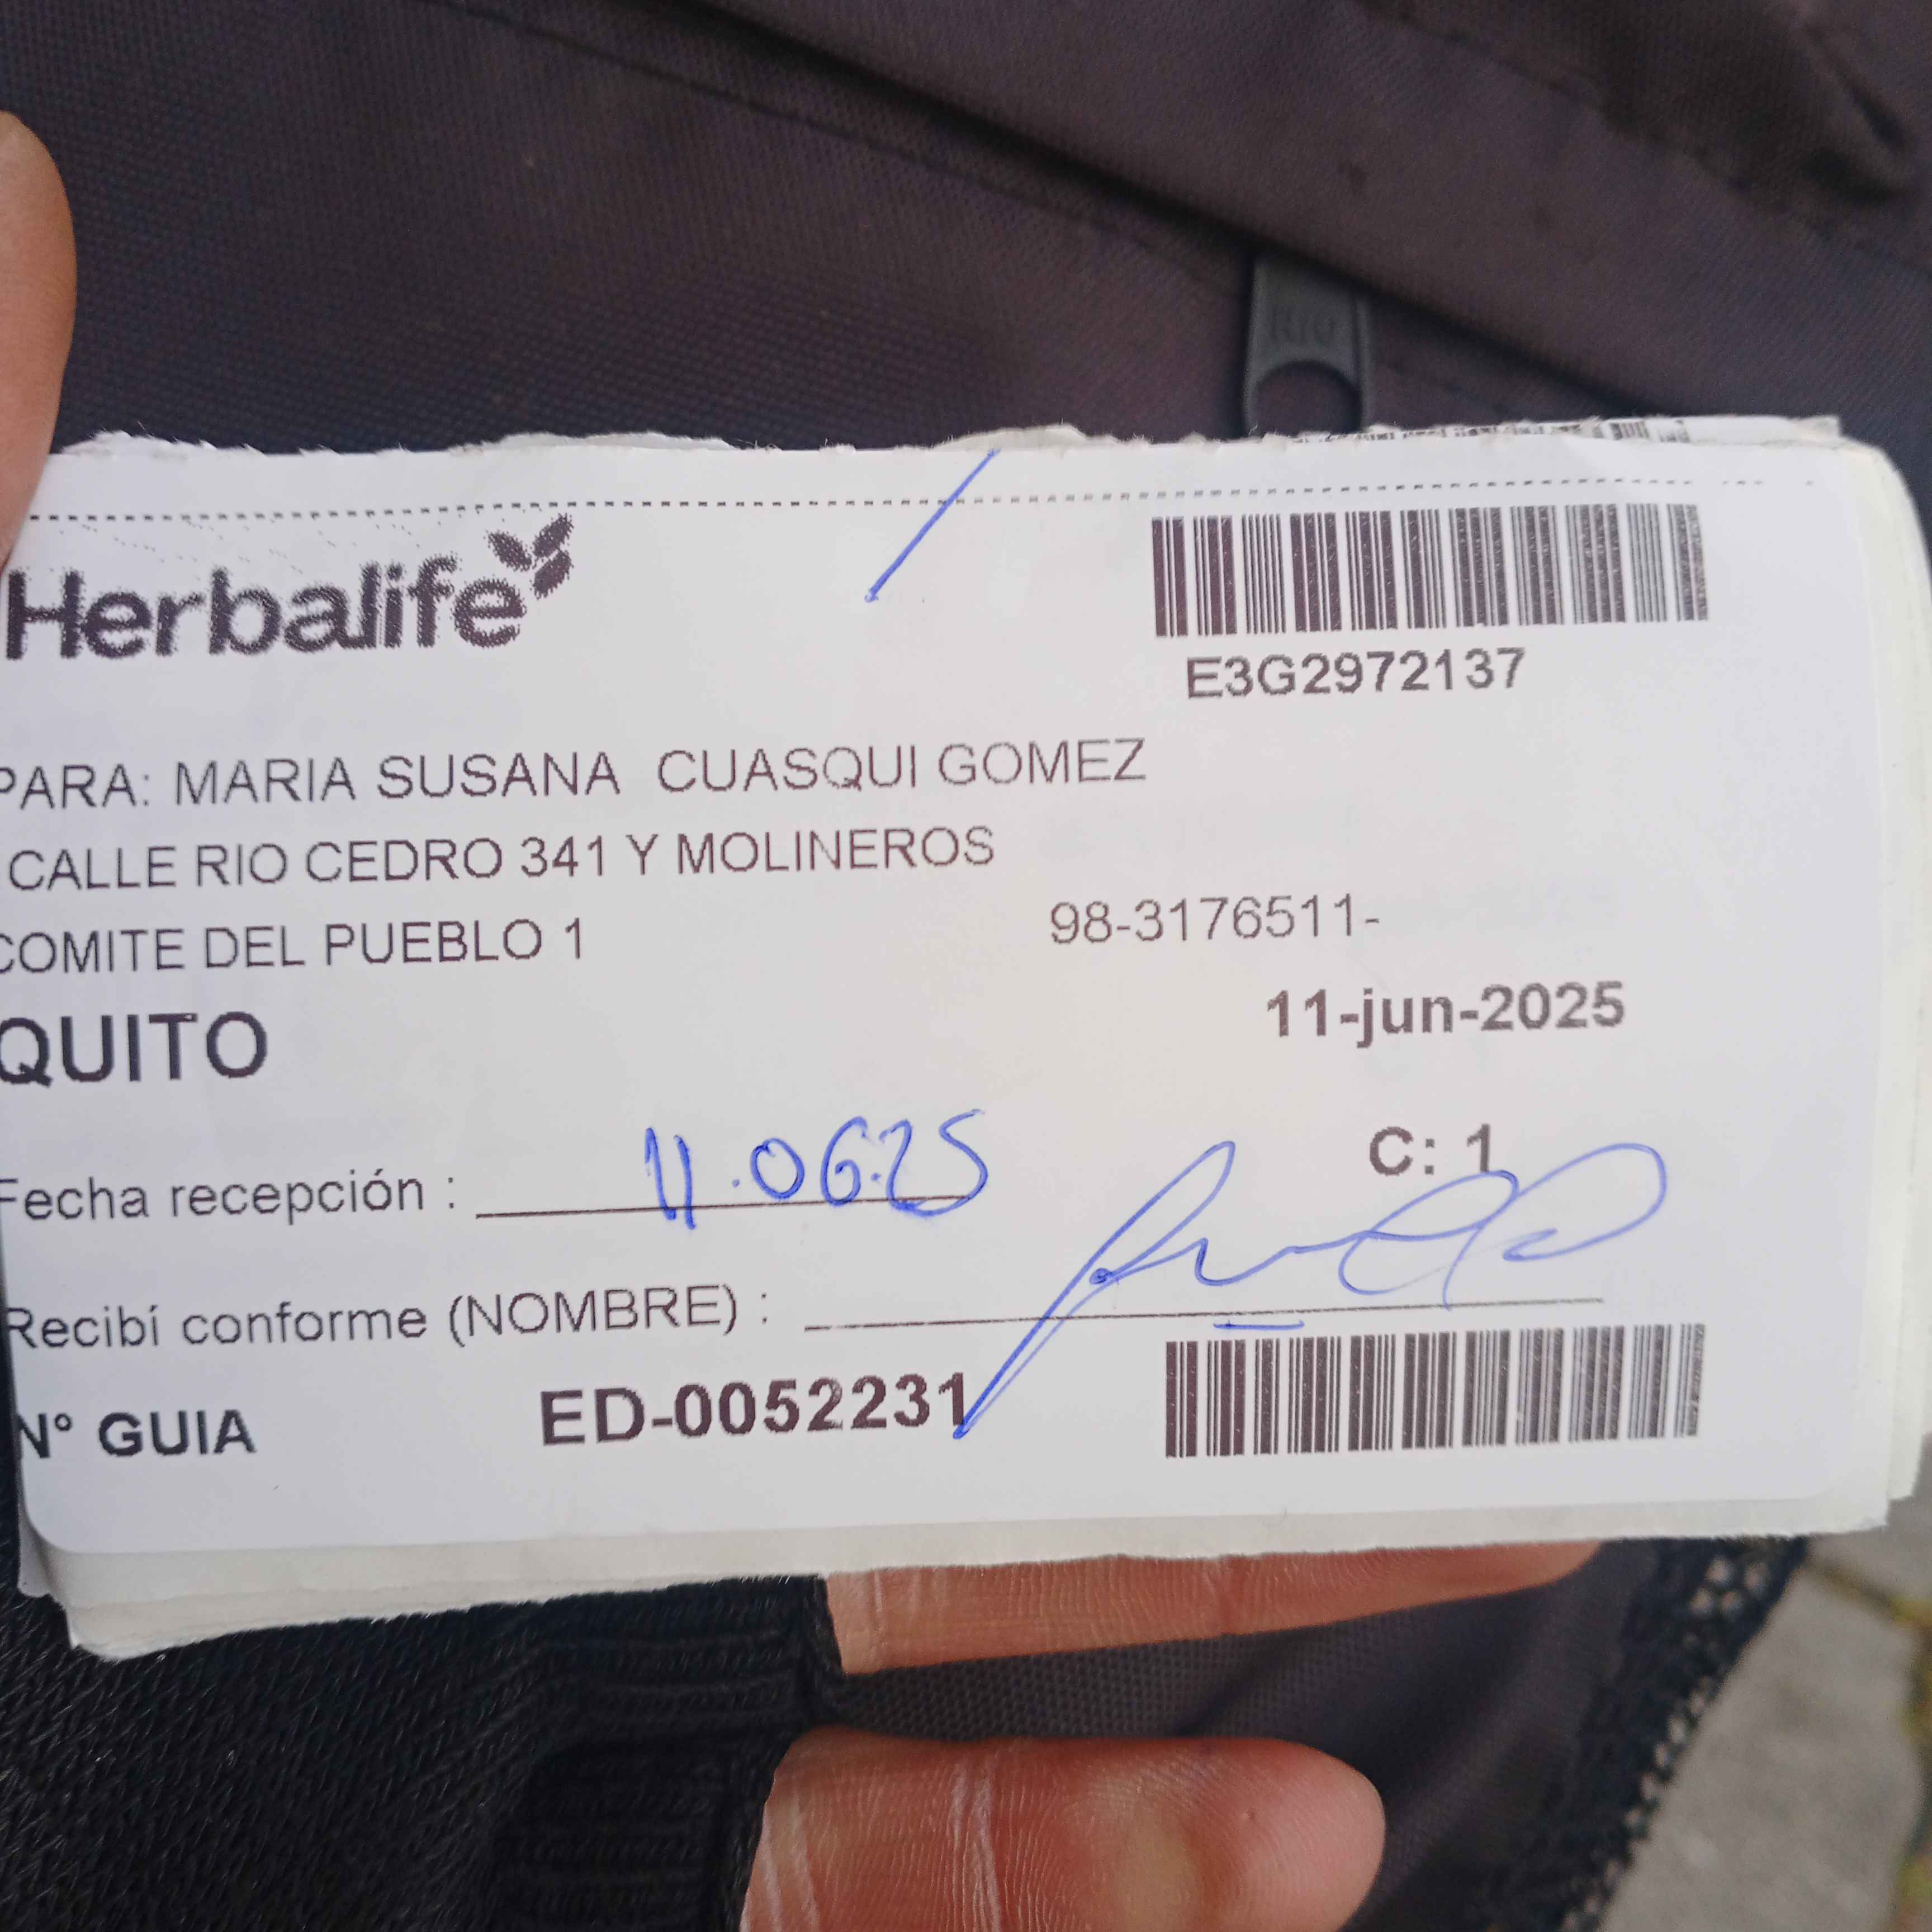 Herbalife
E3G2972137
PARA: MARIA SUSANA CUASQUI GOMEZ
CALLE RIO CEDRO 341 Y MOLINEROS
COMITE DEL PUEBLO 1
98-3176511-
QUITO
11-jun-2025
C: 1
Fecha recepción : 11.06.25
Recibí conforme (NOMBRE) :
N° GUIA ED-0052231